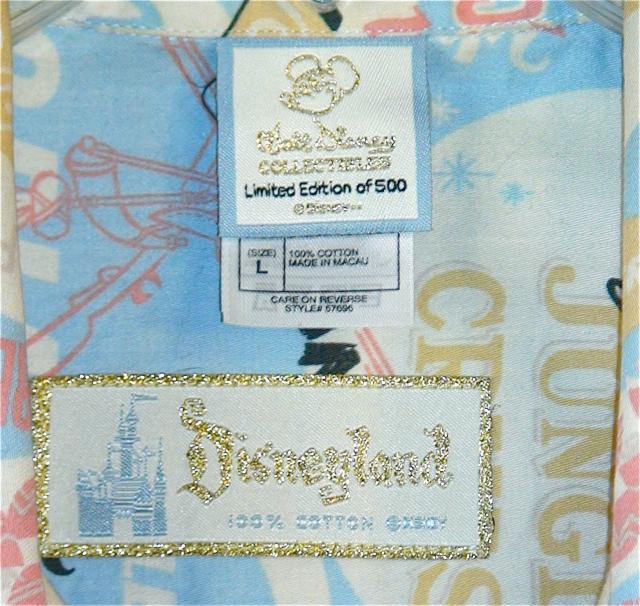 Walt Disney
COLLECTIBLES
Limited Edition of 500
© DISNEY
(SIZE)
L
100% COTTON
MADE IN MACAU
CARE ON REVERSE
STYLE# 57696
Disneyland
100% COTTON ©DISNEY
JUNGL